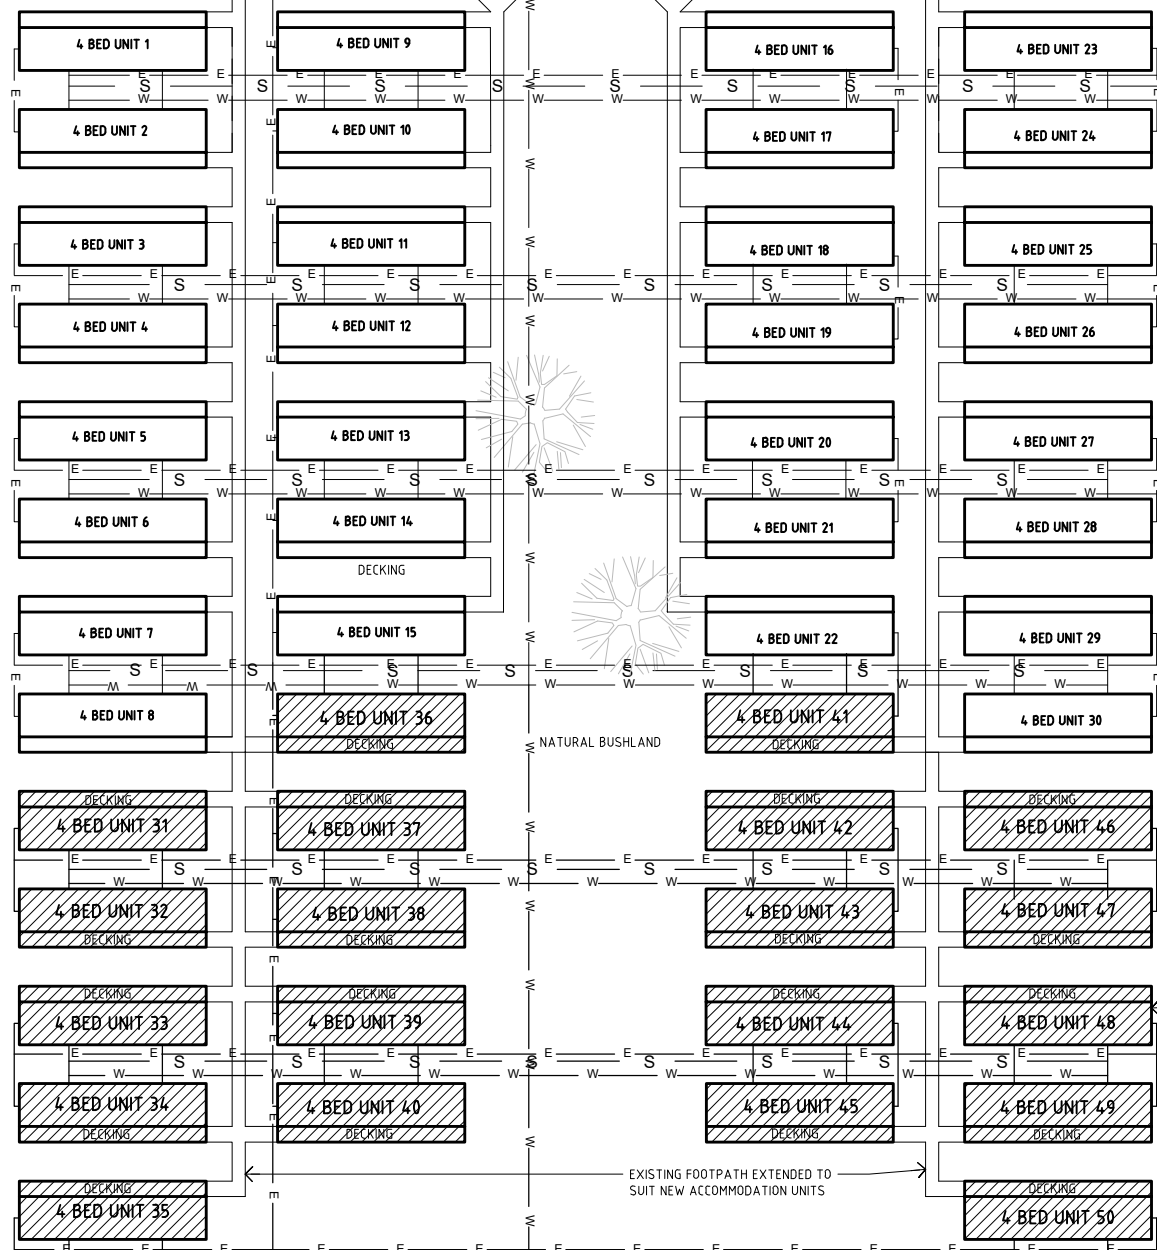 4 BED UNIT 1
4 BED UNIT 9
4 BED UNIT 16
4 BED UNIT 23
4 BED UNIT 2
4 BED UNIT 10
4 BED UNIT 17
4 BED UNIT 24
4 BED UNIT 3
4 BED UNIT 11
4 BED UNIT 18
4 BED UNIT 25
4 BED UNIT 4
4 BED UNIT 12
4 BED UNIT 19
4 BED UNIT 26
4 BED UNIT 5
4 BED UNIT 13
4 BED UNIT 20
4 BED UNIT 27
4 BED UNIT 6
4 BED UNIT 14
4 BED UNIT 21
4 BED UNIT 28
DECKING
4 BED UNIT 7
4 BED UNIT 15
4 BED UNIT 22
4 BED UNIT 29
4 BED UNIT 8
4 BED UNIT 36
DECKING
NATURAL BUSHLAND
4 BED UNIT 41
DECKING
4 BED UNIT 30
DECKING
4 BED UNIT 31
DECKING
4 BED UNIT 37
DECKING
4 BED UNIT 42
DECKING
4 BED UNIT 46
4 BED UNIT 32
DECKING
4 BED UNIT 38
DECKING
4 BED UNIT 43
DECKING
4 BED UNIT 47
DECKING
DECKING
4 BED UNIT 33
DECKING
4 BED UNIT 39
DECKING
4 BED UNIT 44
DECKING
4 BED UNIT 48
4 BED UNIT 34
DECKING
4 BED UNIT 40
DECKING
4 BED UNIT 45
DECKING
4 BED UNIT 49
DECKING
EXISTING FOOTPATH EXTENDED TO
SUIT NEW ACCOMMODATION UNITS
DECKING
4 BED UNIT 35
DECKING
4 BED UNIT 50